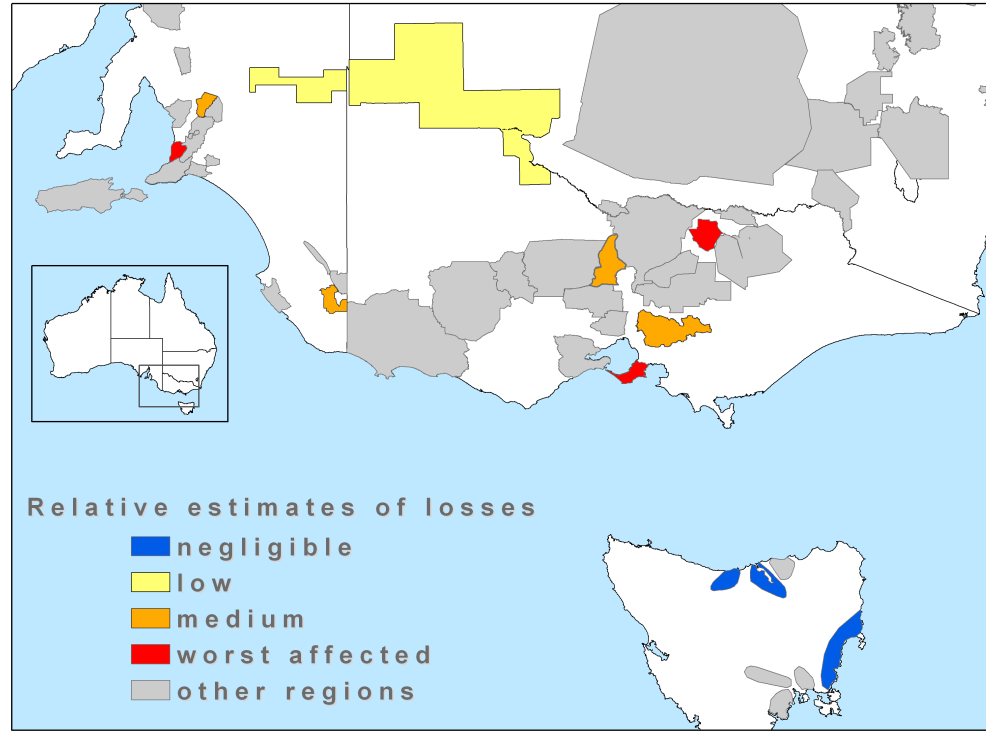 Relative estimates of losses
negligible
low
medium
worst affected
other regions